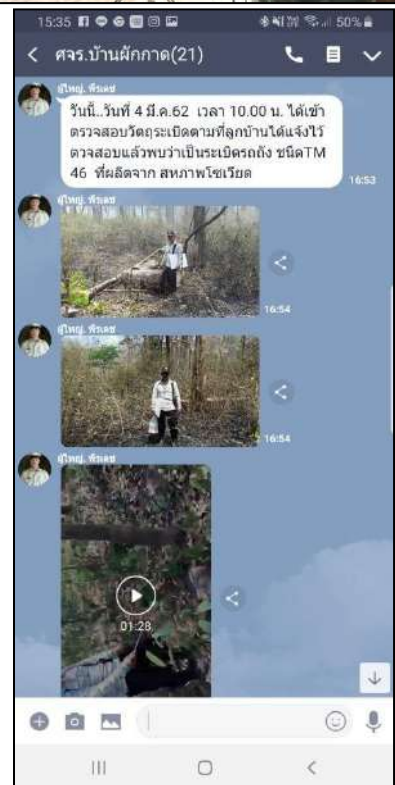 15:35
50%
ศจร.บ้านผักกาด(21)
ผู้ใหญ่. พีรเดช
วันนี้..วันที่ 4 มี.ค.62 เวลา 10.00 น. ได้เข้า
ตรวจสอบวัตถุระเบิดตามที่ลูกบ้านได้แจ้งไว้
ตวจสอบแล้วพบว่าเป็นระเบิดรถถัง ชนิดTM
46 ที่ผลิตจาก สหภาพโซเวียต
16:53
ผู้ใหญ่. พีรเดช
16:54
ผู้ใหญ่. พีรเดช
16:54
ผู้ใหญ่. พีรเดช
01:28